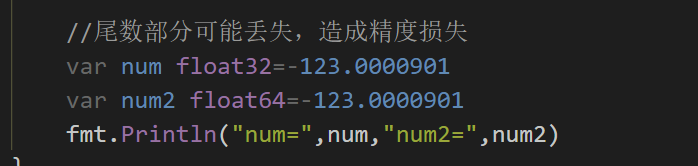 //尾数部分可能丢失，造成精度损失
var num float32=-123.0000901
var num2 float64=-123.0000901
fmt.Println("num=",num,"num2=",num2)
}